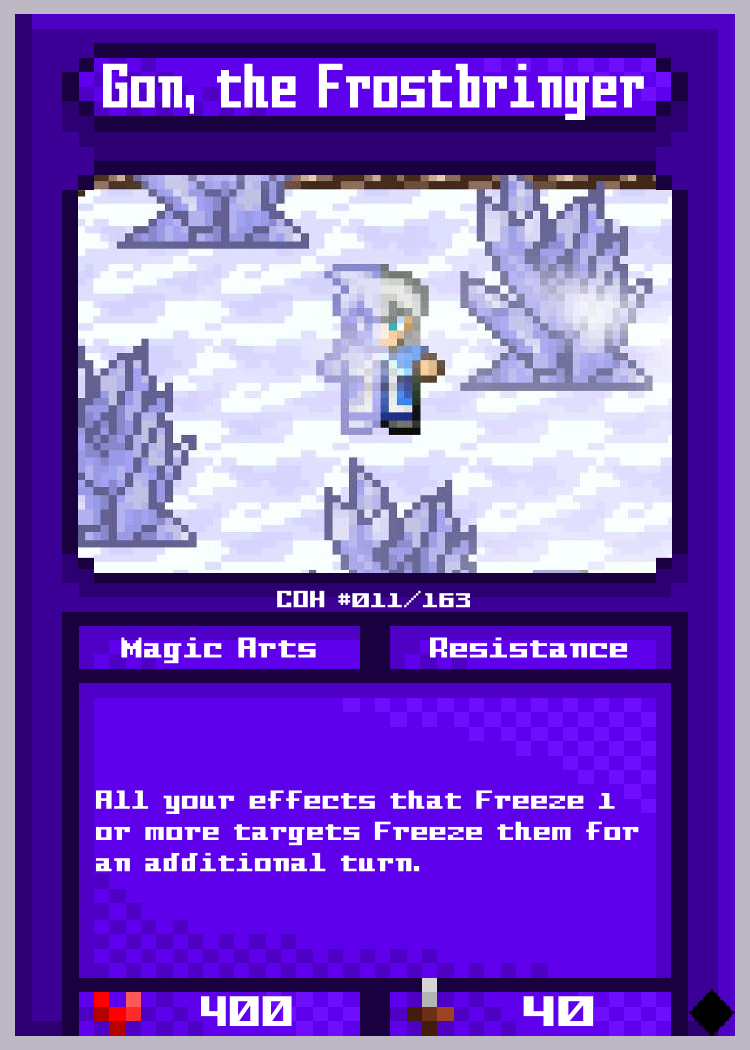 Gon, the Frostbringer
COH #011/163
Magic Arts
Resistance
All your effects that Freeze 1
or more targets Freeze them for
an additional turn.
400
40